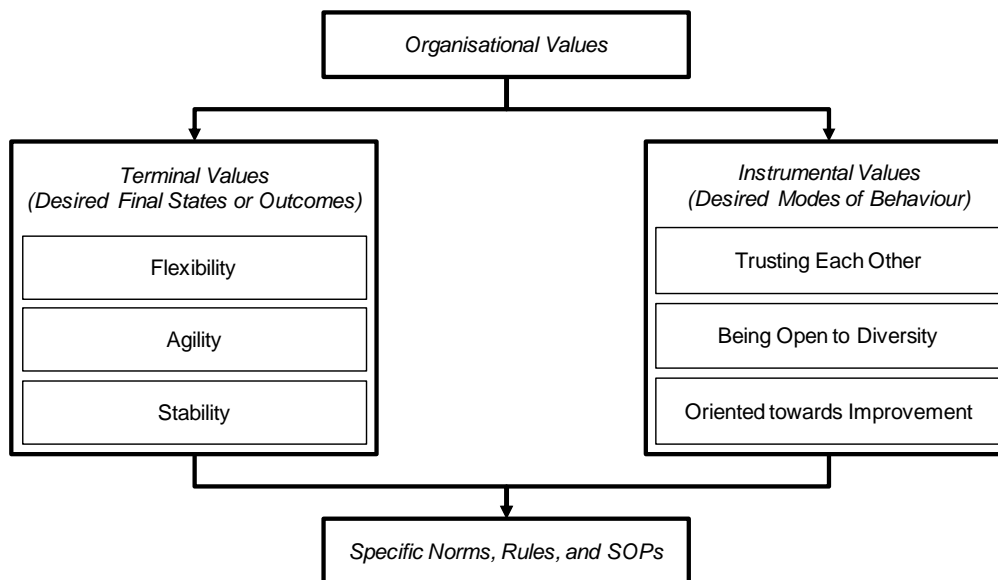 Organisational Values
Terminal Values
(Desired Final States or Outcomes)
Flexibility
Agility
Stability
Instrumental Values
(Desired Modes of Behaviour)
Trusting Each Other
Being Open to Diversity
Oriented towards Improvement
Specific Norms, Rules, and SOPs